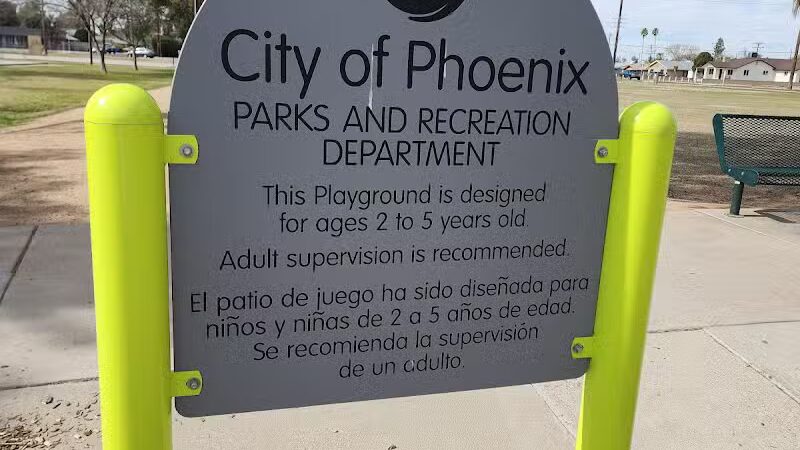 City of Phoenix
PARKS AND RECREATION
DEPARTMENT
This Playground is designed
for ages 2 to 5 years old.
Adult supervision is recommended.
El patio de juego ha sido diseñada para
niños y niñas de 2 a 5 años de edad.
Se recomienda la supervisión
de un adulto.